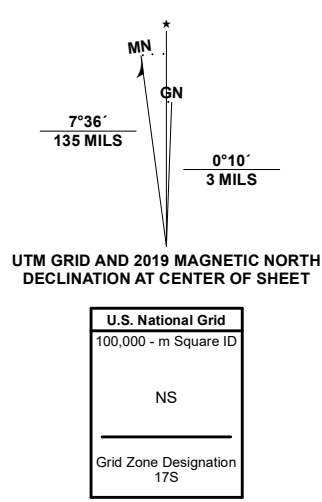 MN
GN
7°36´
135 MILS
0°10´
3 MILS
UTM GRID AND 2019 MAGNETIC NORTH
DECLINATION AT CENTER OF SHEET
U.S. National Grid
100,000 - m Square ID
NS
Grid Zone Designation
17S